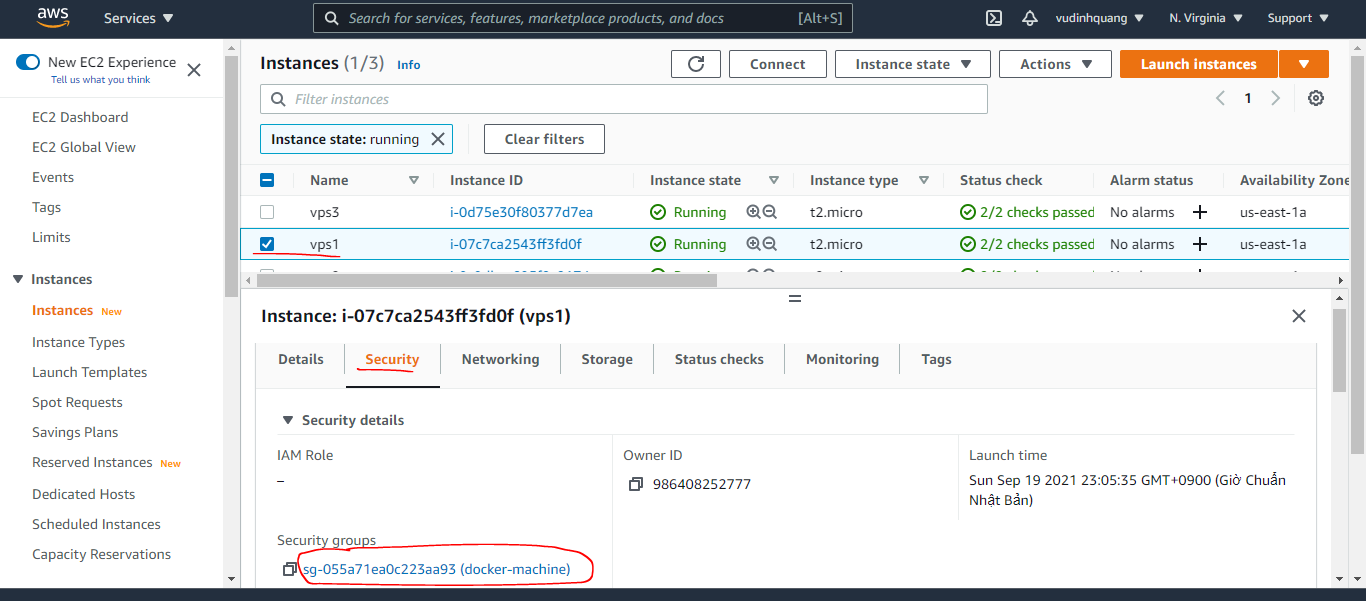 aws
Services
Search for services, features, marketplace products, and docs [Alt+S]
vudinhquang
N. Virginia
Support
New EC2 Experience
Tell us what you think
EC2 Dashboard
EC2 Global View
Events
Tags
Limits
Instances
Instances New
Instance Types
Launch Templates
Spot Requests
Savings Plans
Reserved Instances New
Dedicated Hosts
Scheduled Instances
Capacity Reservations
Instances (1/3) Info
Connect
Instance state
Actions
Launch instances
Filter instances
1
Instance state: running
Clear filters
Name Instance ID Instance state Instance type Status check Alarm status Availability Zone
vps3 i-0d75e30f80377d7ea Running t2.micro 2/2 checks passed No alarms us-east-1a
vps1 i-07c7ca2543ff3fd0f Running t2.micro 2/2 checks passed No alarms us-east-1a
Instance: i-07c7ca2543ff3fd0f (vps1)
Details Security Networking Storage Status checks Monitoring Tags
Security details
IAM Role
–
Owner ID
986408252777
Launch time
Sun Sep 19 2021 23:05:35 GMT+0900 (Giờ Chuẩn
Nhật Bản)
Security groups
sg-055a71ea0c223aa93 (docker-machine)